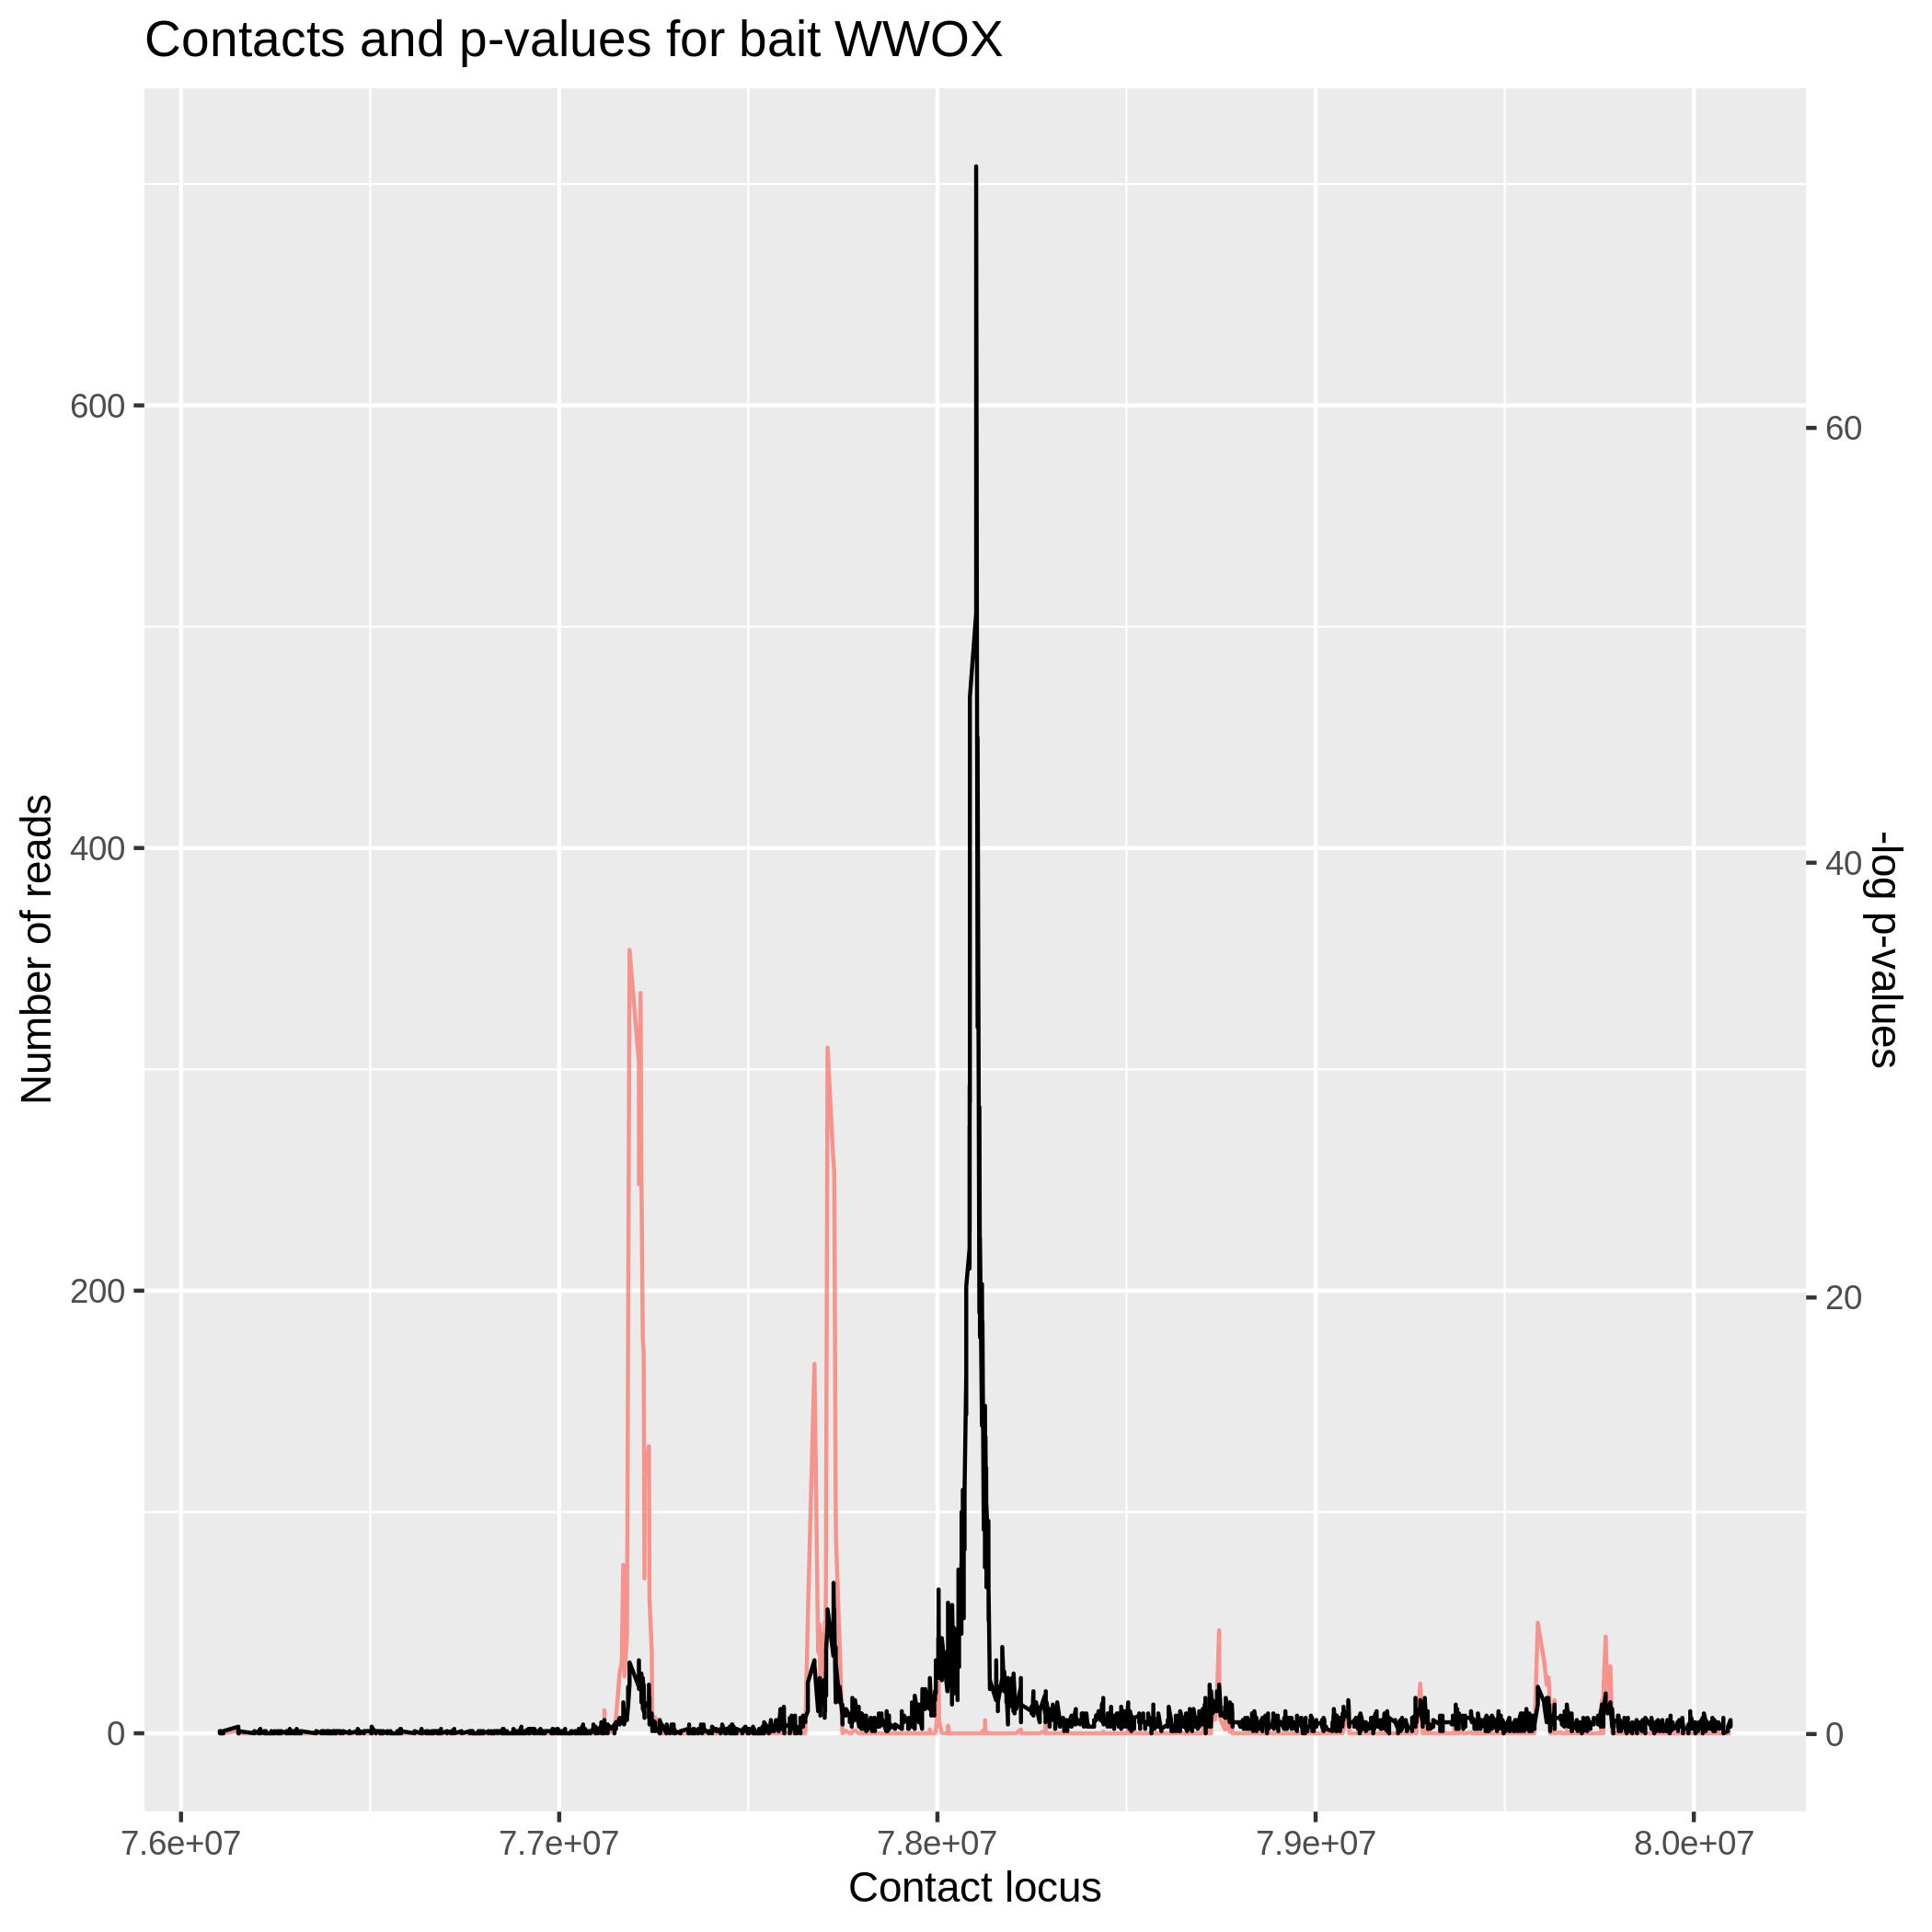 Contacts and p-values for bait WWOX
Number of reads
600
400
200
0
60
40
20
0
-log p-values
7.6e+07 7.7e+07 7.8e+07 7.9e+07 8.0e+07
Contact locus